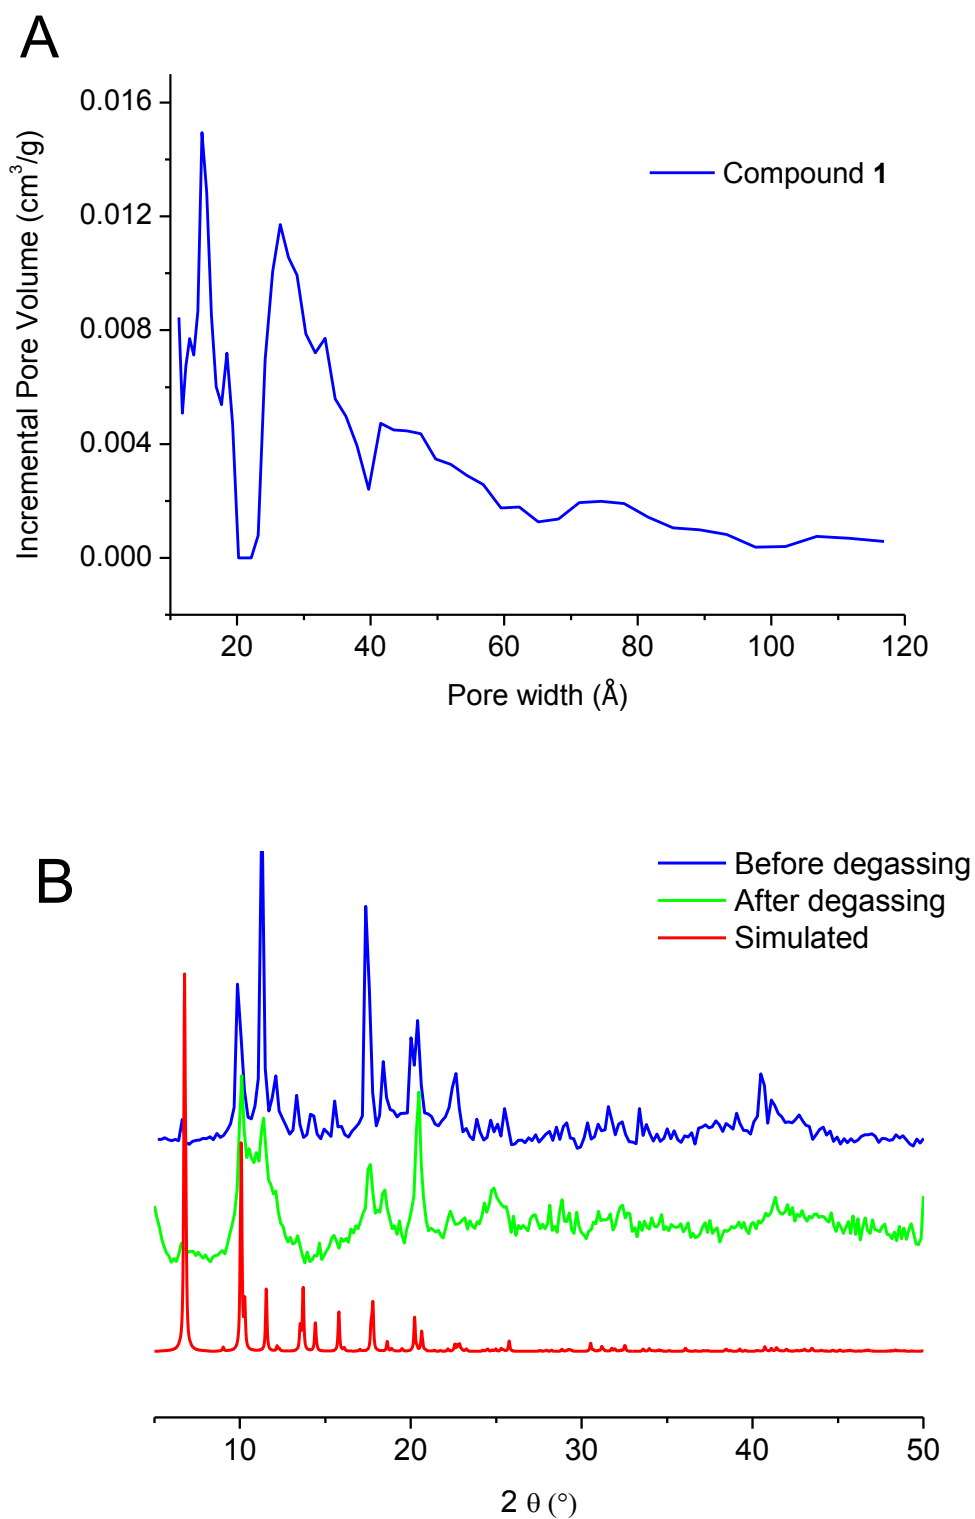 A
Incremental Pore Volume (cm³/g)
0.016
0.012
0.008
0.004
0.000
Compound 1
20 40 60 80 100 120
Pore width (Å)
B
Before degassing
After degassing
Simulated
10 20 30 40 50
2 θ (°)